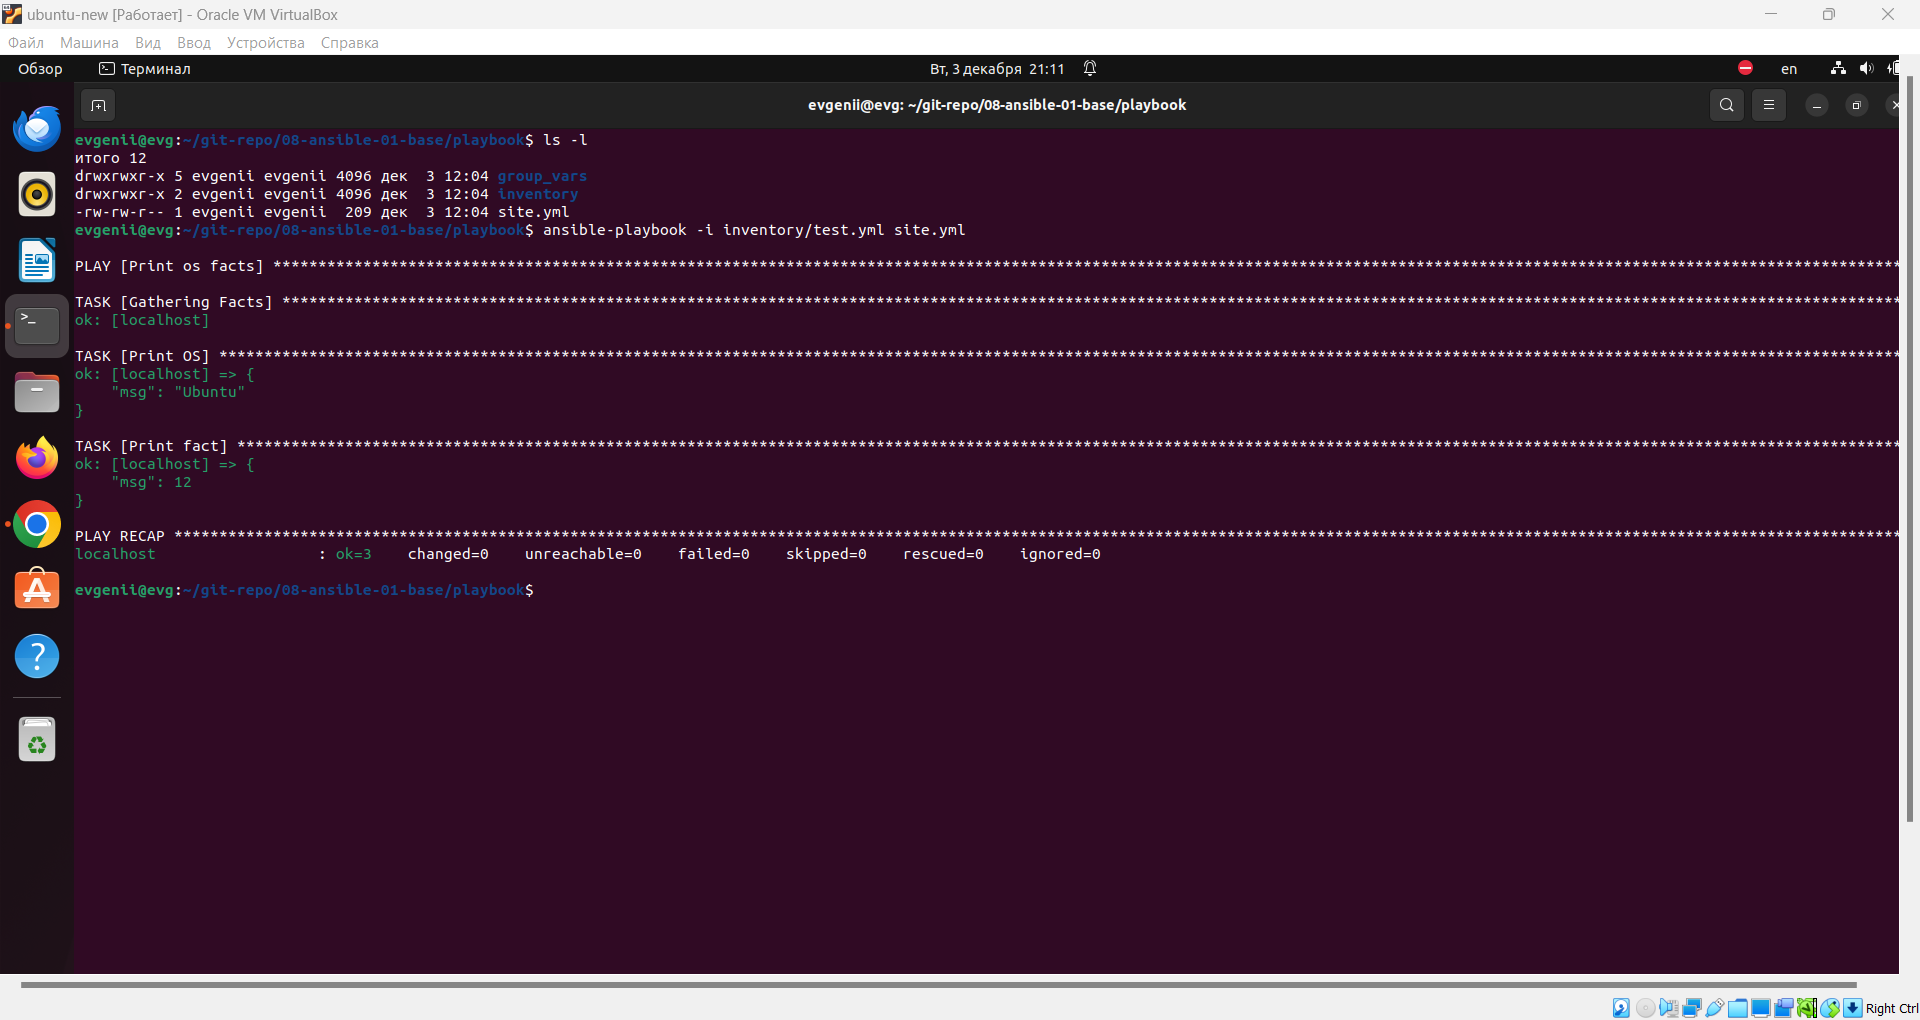 ubuntu-new [Работает] - Oracle VM VirtualBox
Файл Машина Вид Ввод Устройства Справка
Обзор Терминал Вт, 3 декабря 21:11 en
evgenii@evg: ~/git-repo/08-ansible-01-base/playbook
evgenii@evg:~/git-repo/08-ansible-01-base/playbook$ ls -l
итого 12
drwxrwxr-x 5 evgenii evgenii 4096 дек  3 12:04 group_vars
drwxrwxr-x 2 evgenii evgenii 4096 дек  3 12:04 inventory
-rw-rw-r-- 1 evgenii evgenii  209 дек  3 12:04 site.yml
evgenii@evg:~/git-repo/08-ansible-01-base/playbook$ ansible-playbook -i inventory/test.yml site.yml
PLAY [Print os facts] ************************************************************************************************************************************************************************************
TASK [Gathering Facts] ***********************************************************************************************************************************************************************************
ok: [localhost]
TASK [Print OS] ******************************************************************************************************************************************************************************************
ok: [localhost] => {
    "msg": "Ubuntu"
}
TASK [Print fact] ****************************************************************************************************************************************************************************************
ok: [localhost] => {
    "msg": 12
}
PLAY RECAP ***********************************************************************************************************************************************************************************************
localhost                  : ok=3    changed=0    unreachable=0    failed=0    skipped=0    rescued=0    ignored=0
evgenii@evg:~/git-repo/08-ansible-01-base/playbook$
Right Ctrl